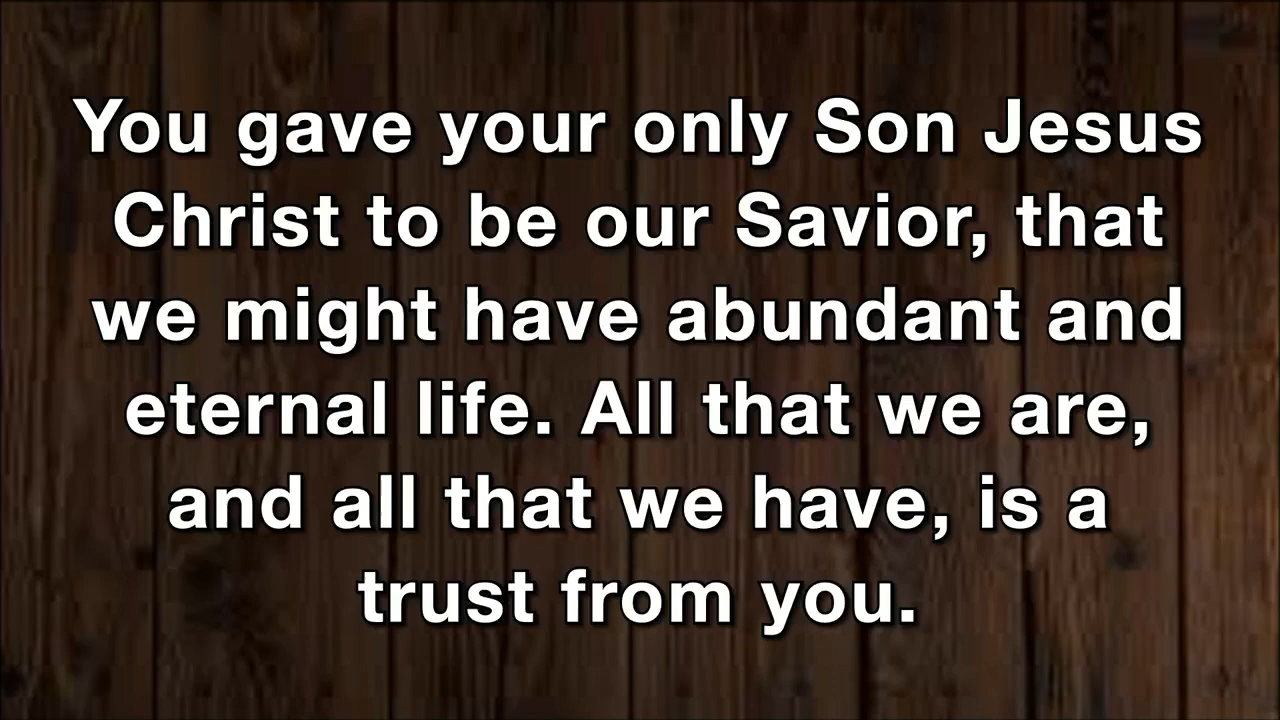 You gave your only Son Jesus
Christ to be our Savior, that
we might have abundant and
eternal life. All that we are,
and all that we have, is a
trust from you.